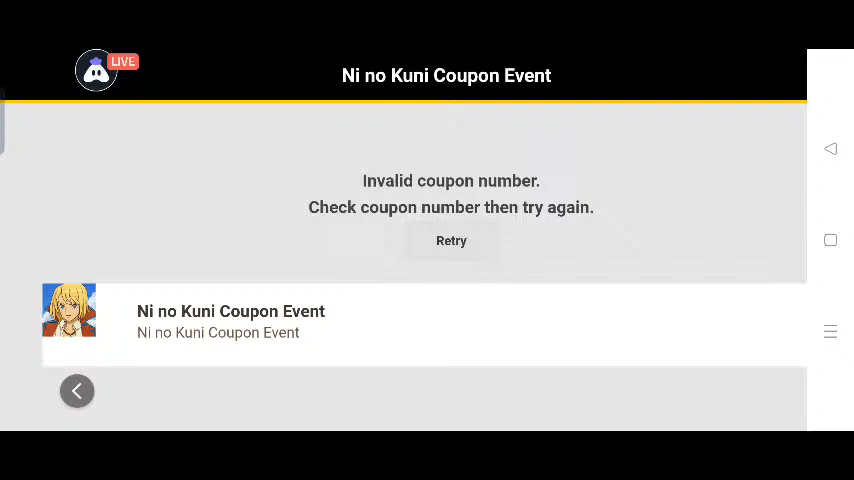 LIVE
Ni no Kuni Coupon Event
Invalid coupon number.
Check coupon number then try again.
Retry
Ni no Kuni Coupon Event
Ni no Kuni Coupon Event